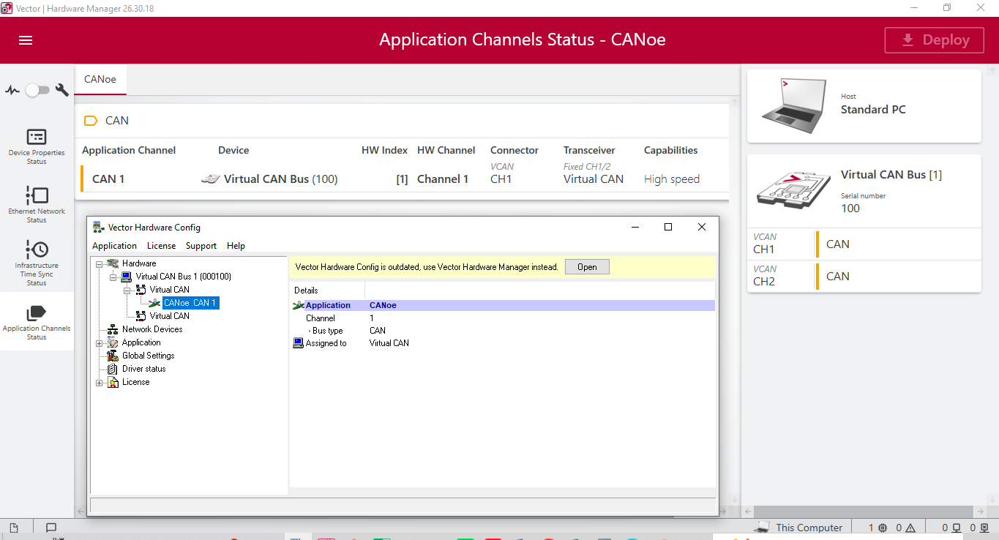 Vector | Hardware Manager 26.30.18
Application Channels Status - CANoe
Deploy
CANoe
Device Properties
Status
Ethernet Network
Status
Infrastructure
Time Sync
Status
Application Channels
Status
CAN
Application Channel Device HW Index HW Channel Connector Transceiver Capabilities
VCAN Fixed CH1/2
CAN 1 Virtual CAN Bus (100) [1] Channel 1 CH1 Virtual CAN High speed
Host
Standard PC
Virtual CAN Bus [1]
Serial number
100
VCAN
CH1 CAN
VCAN
CH2 CAN
Vector Hardware Config
Application License Support Help
Hardware
Virtual CAN Bus 1 (000100)
Virtual CAN
CANoe CAN 1
Virtual CAN
Network Devices
Application
Global Settings
Driver status
License
Vector Hardware Config is outdated, use Vector Hardware Manager instead. Open
Details
Application CANoe
Channel 1
- Bus type CAN
Assigned to Virtual CAN
This Computer 1 0 0 0